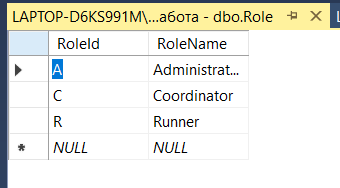 LAPTOP-D6KS991M\...абота - dbo.Role
RoleId RoleName
A Administrat...
C Coordinator
R Runner
NULL NULL